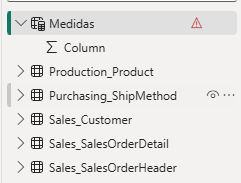 Medidas
Column
Production_Product
Purchasing_ShipMethod
Sales_Customer
Sales_SalesOrderDetail
Sales_SalesOrderHeader